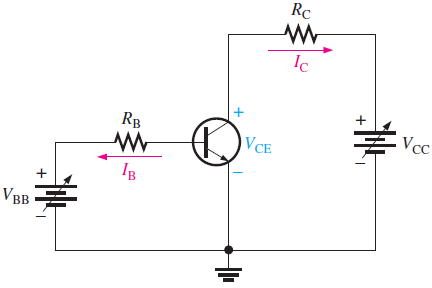 R_C
I_C
R_B
+
+
V_CE
V_CC
I_B
+
–
–
V_BB
–